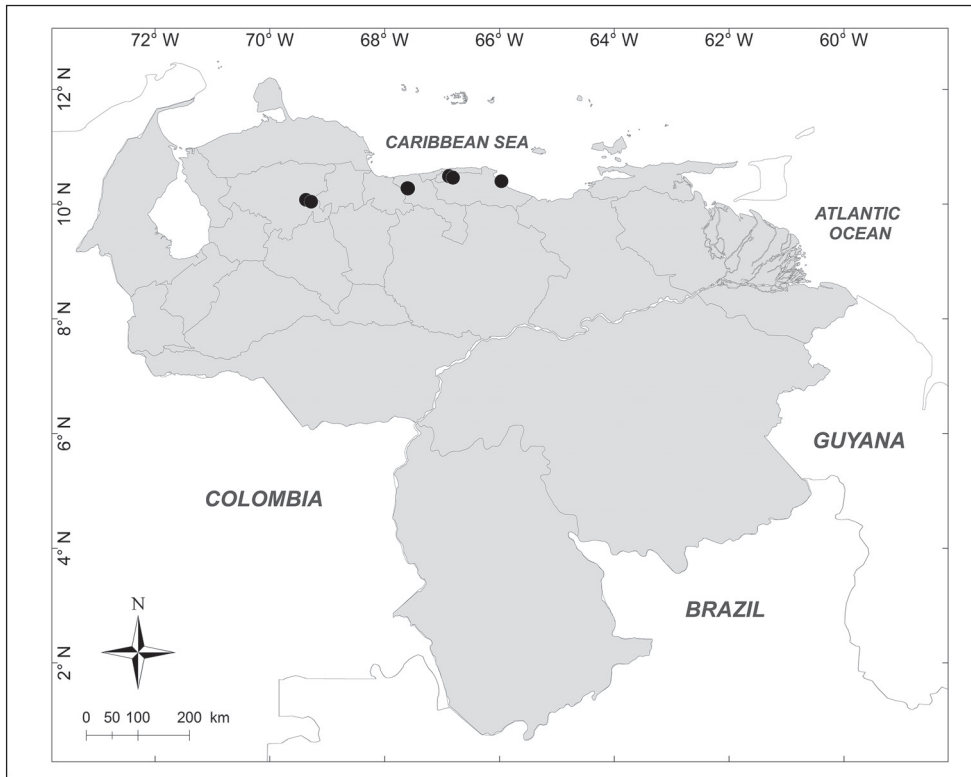 72° W 70° W 68° W 66° W 64° W 62° W 60° W
12° N
CARIBBEAN SEA
10° N
ATLANTIC
OCEAN
8° N
6° N
GUYANA
COLOMBIA
4° N
BRAZIL
N
2° N
0 50 100 200 km